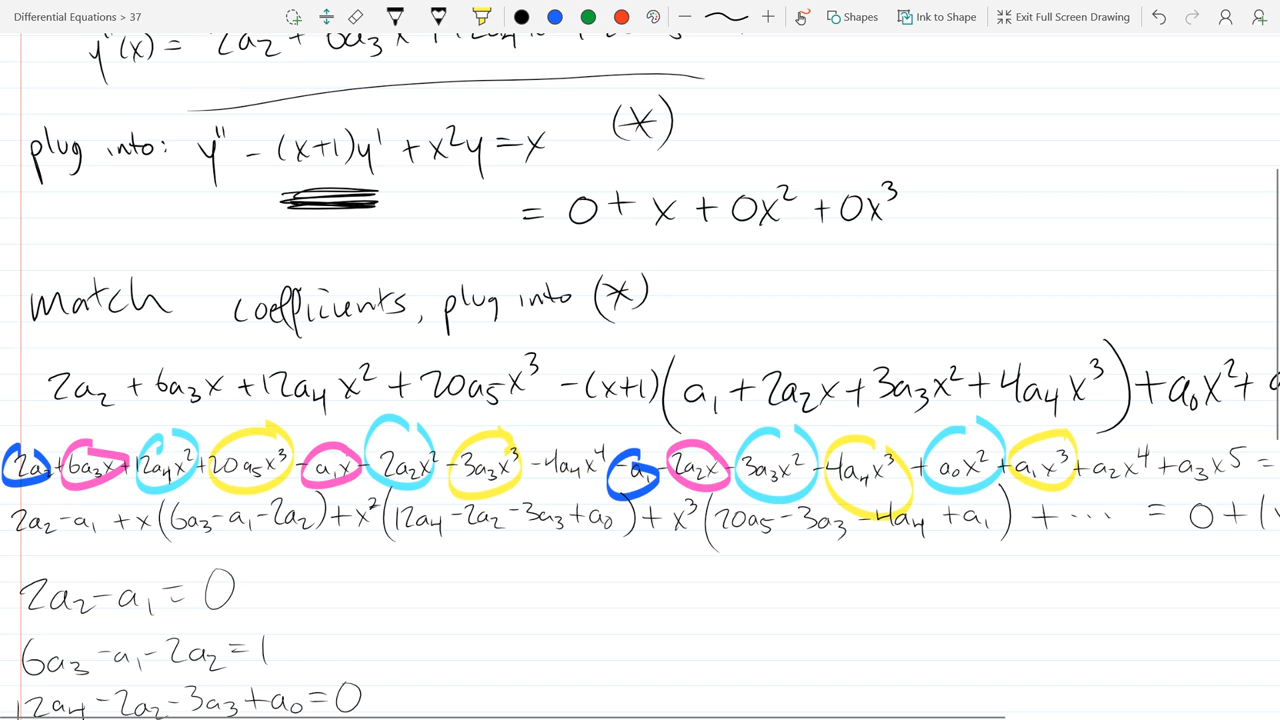 Differential Equations > 37
Shapes
Ink to Shape
Exit Full Screen Drawing
y''(x) = 2a₂ + 6a₃x
plug into: y'' - (x+1)y' + x²y = x (*)
= 0 + x + 0x² + 0x³
match coefficients, plug into (*)
2a₂ + 6a₃x + 12a₄x² + 20a₅x³ - (x+1)(a₁ + 2a₂x + 3a₃x² + 4a₄x³) + a₀x² +
2a₂ + 6a₃x + 12a₄x² + 20a₅x³ - a₁x - 2a₂x² - 3a₃x³ - 4a₄x⁴ - a₁ - 2a₂x - 3a₃x² - 4a₄x³ + a₀x² + a₁x³ + a₂x⁴ + a₃x⁵ =
2a₂ - a₁ + x(6a₃ - a₁ - 2a₂) + x²(12a₄ - 2a₂ - 3a₃ + a₀) + x³(20a₅ - 3a₃ - 4a₄ + a₁) + ⋯ = 0 +
2a₂ - a₁ = 0
6a₃ - a₁ - 2a₂ = 1
12a₄ - 2a₂ - 3a₃ + a₀ = 0